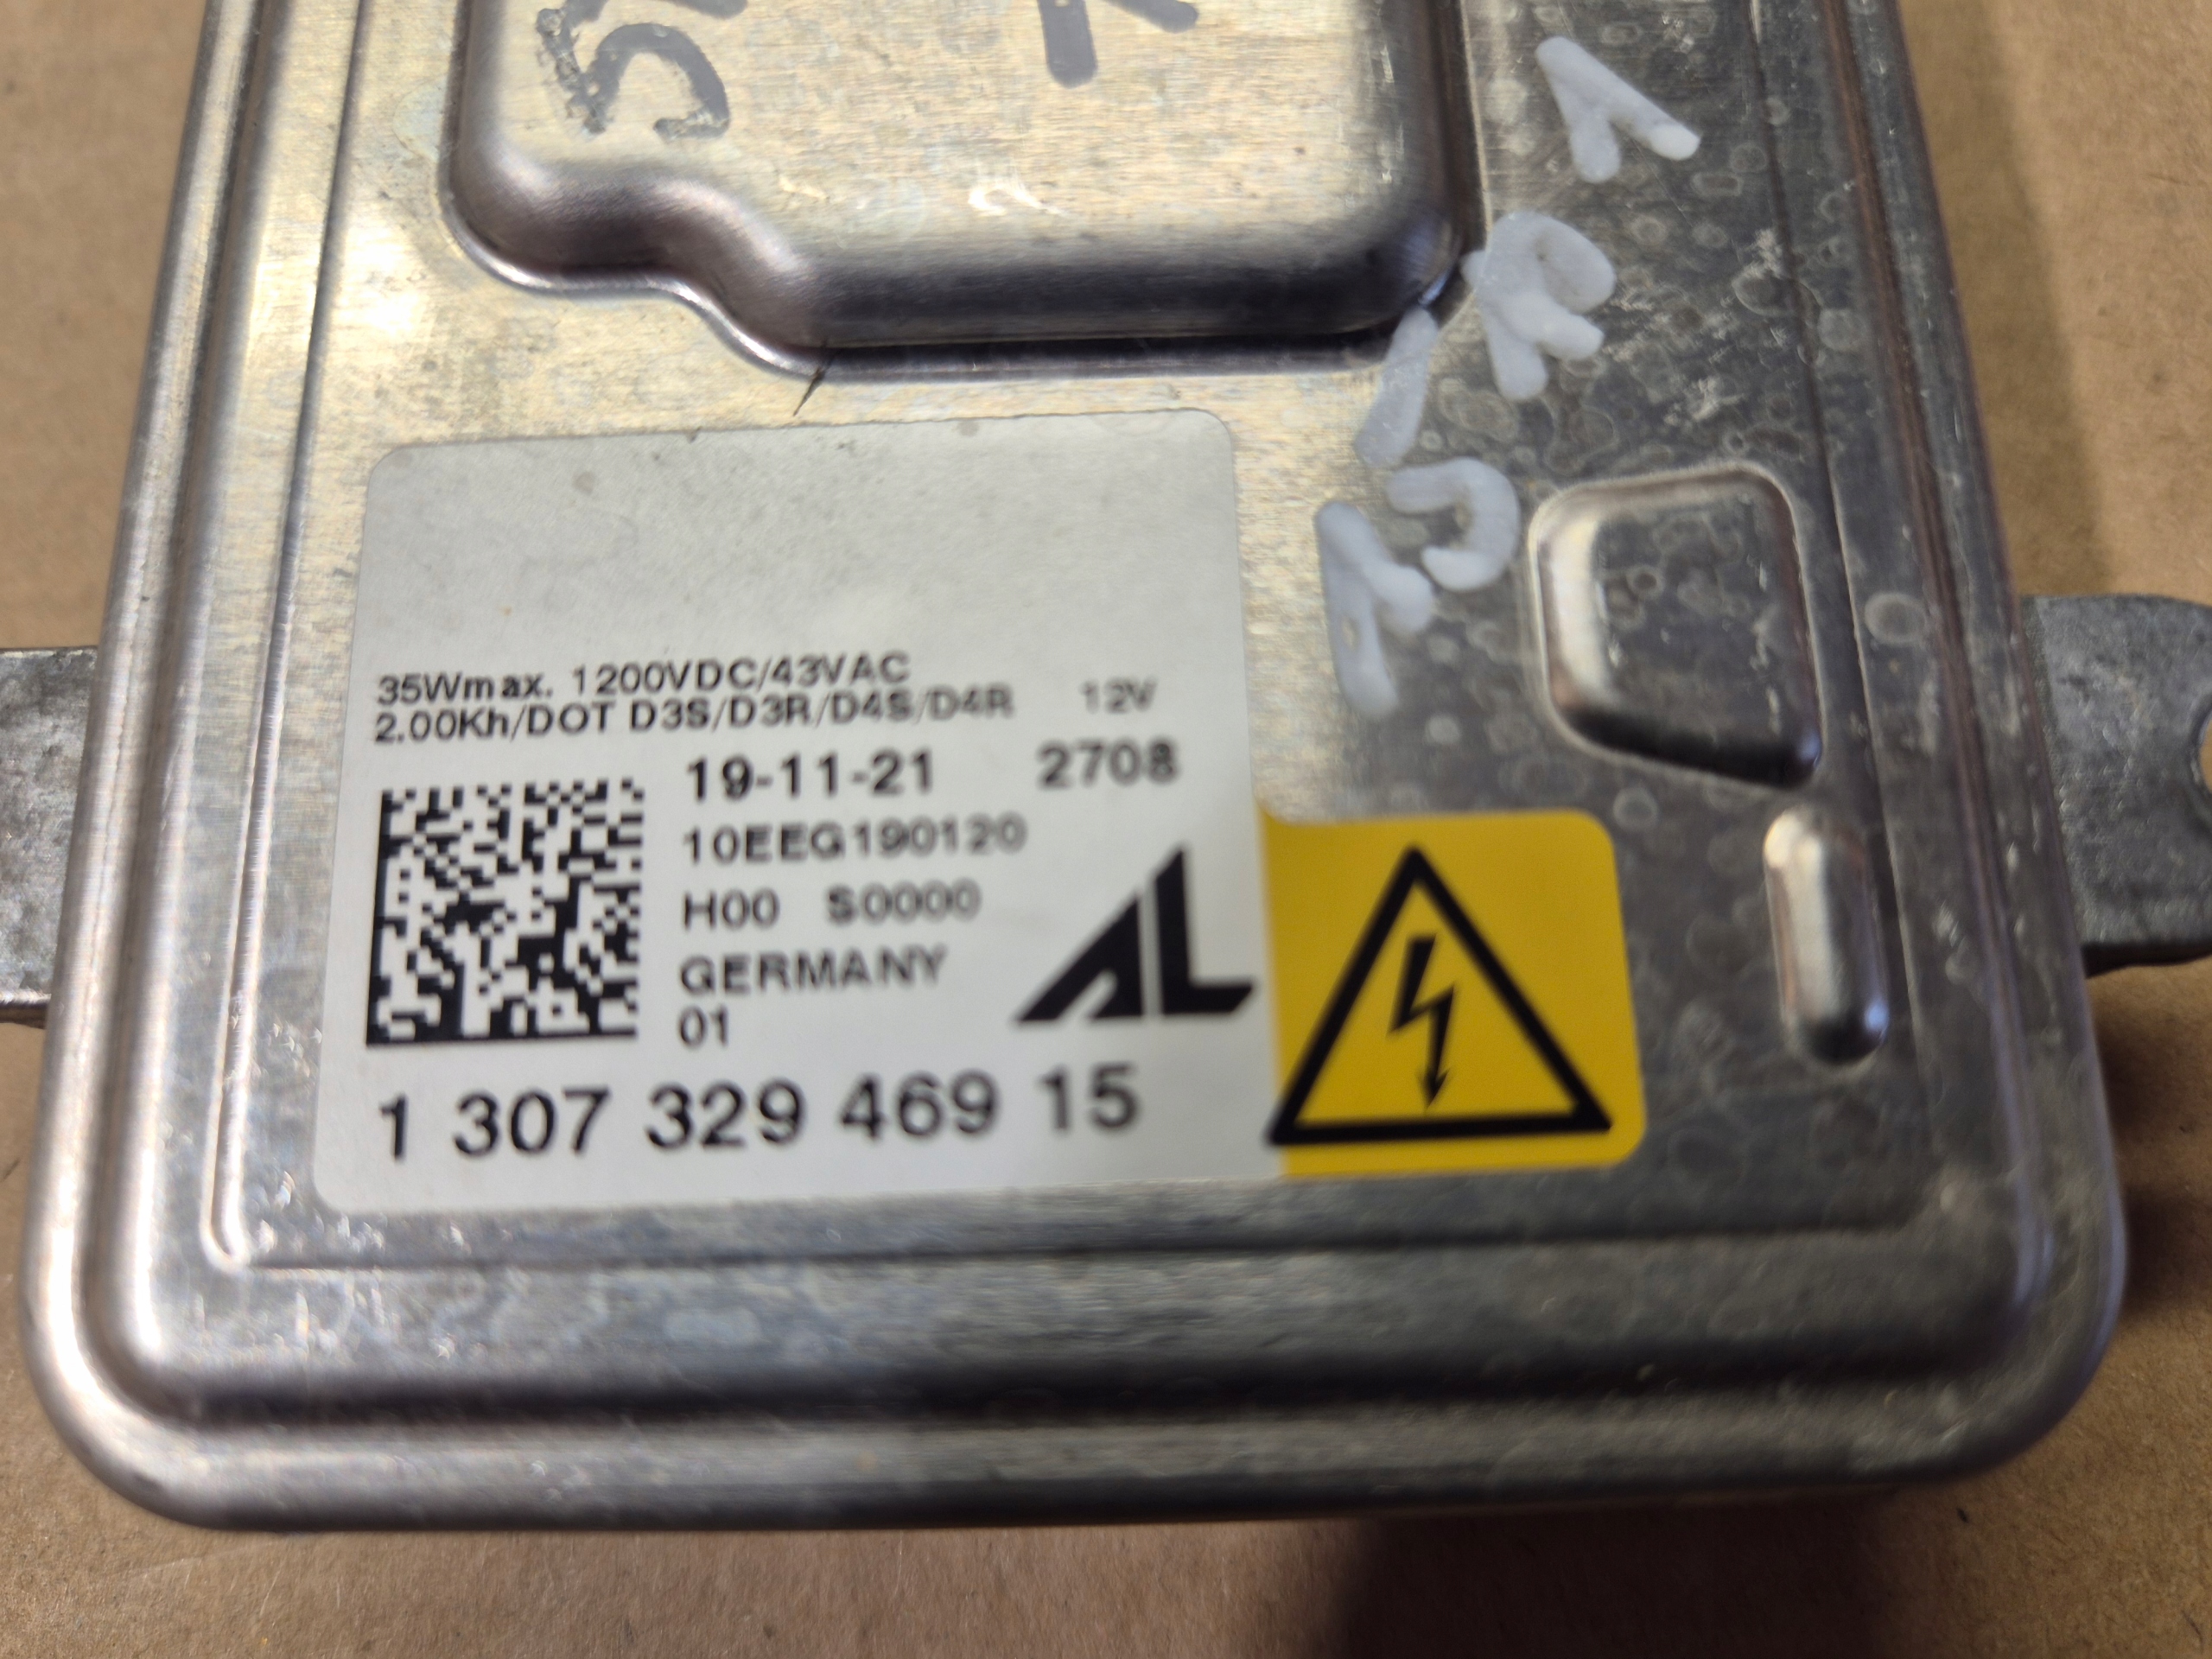 35Wmax. 1200VDC/43VAC
2.00Kh/DOT D3S/D3R/D4S/D4R 12V
19-11-21 2708
10EEG190120
H00 S0000
GERMANY
01
AL
1 307 329 469 15